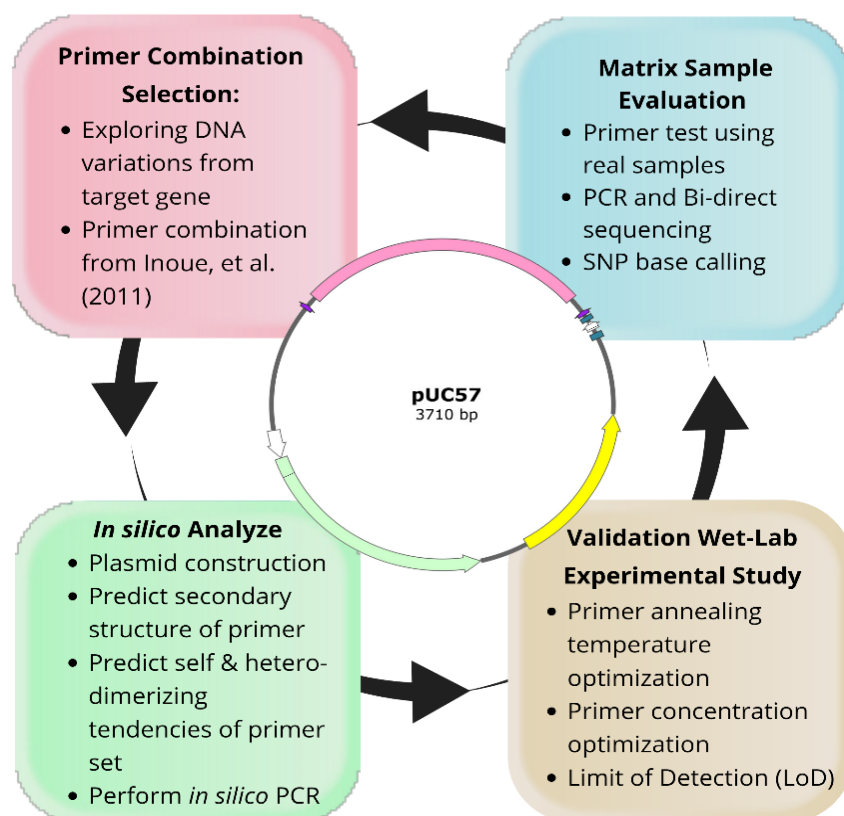 Primer Combination
Selection:
• Exploring DNA
variations from
target gene
• Primer combination
from Inoue, et al.
(2011)
Matrix Sample
Evaluation
• Primer test using
real samples
• PCR and Bi-direct
sequencing
• SNP base calling
pUC57
3710 bp
In silico Analyze
• Plasmid construction
• Predict secondary
structure of primer
• Predict self & hetero-
dimerizing
tendencies of primer
set
• Perform in silico PCR
Validation Wet-Lab
Experimental Study
• Primer annealing
temperature
optimization
• Primer concentration
optimization
• Limit of Detection (LoD)